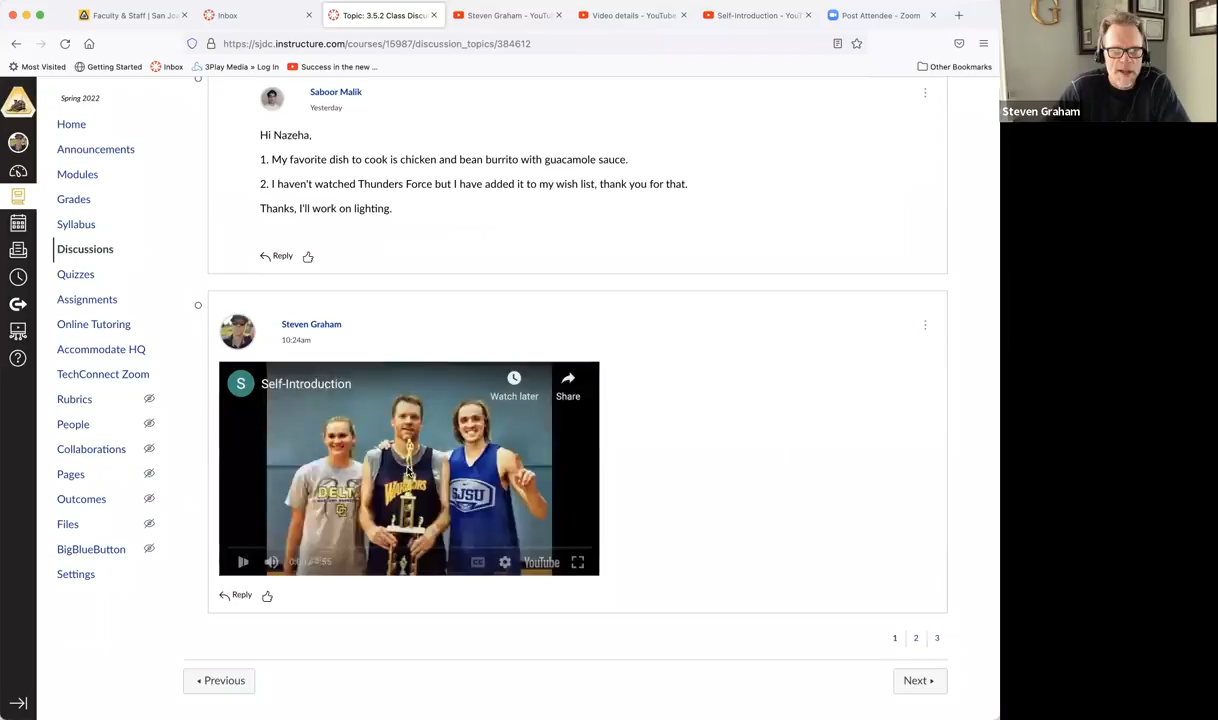 Faculty & Staff | San Joa
Inbox
Topic: 3.5.2 Class Discu
Steven Graham - YouTu
Video details - YouTube
Self-Introduction - YouT
Post Attendee - Zoom
https://sjdc.instructure.com/courses/15987/discussion_topics/384612
Most Visited
Getting Started
Inbox
3Play Media » Log In
Success in the new ...
Other Bookmarks
Steven Graham
Spring 2022
Home
Announcements
Modules
Grades
Syllabus
Discussions
Quizzes
Assignments
Online Tutoring
Accommodate HQ
TechConnect Zoom
Rubrics
People
Collaborations
Pages
Outcomes
Files
BigBlueButton
Settings
Saboor Malik
Yesterday
Hi Nazeha,
1. My favorite dish to cook is chicken and bean burrito with guacamole sauce.
2. I haven't watched Thunders Force but I have added it to my wish list, thank you for that.
Thanks, I'll work on lighting.
Reply
Steven Graham
10:24am
S
Self-Introduction
Watch later
Share
DELTA
WARRIORS
SJSU
YouTube
Reply
1
2
3
Previous
Next